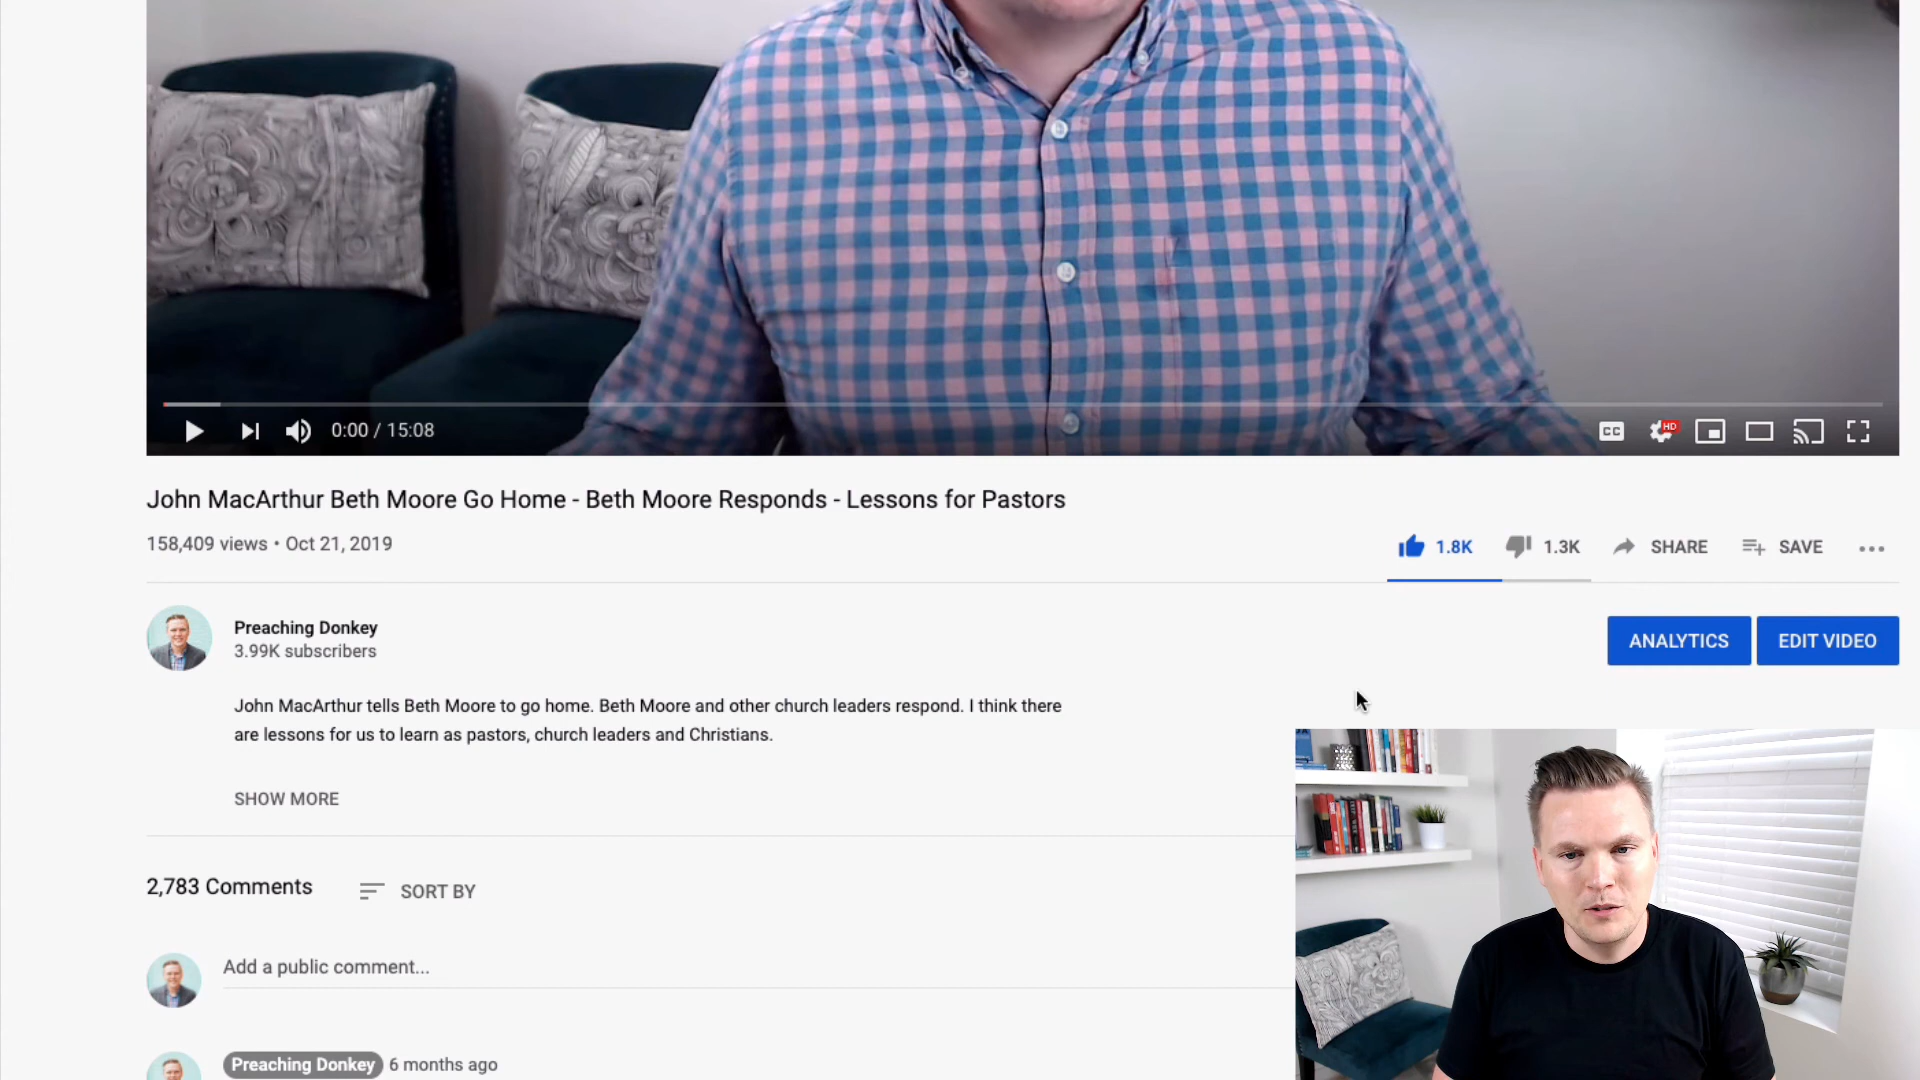 0:00 / 15:08
CC
HD
John MacArthur Beth Moore Go Home - Beth Moore Responds - Lessons for Pastors
158,409 views • Oct 21, 2019
1.8K
1.3K
SHARE
SAVE
Preaching Donkey
3.99K subscribers
ANALYTICS
EDIT VIDEO
John MacArthur tells Beth Moore to go home. Beth Moore and other church leaders respond. I think there
are lessons for us to learn as pastors, church leaders and Christians.
SHOW MORE
2,783 Comments
SORT BY
Add a public comment...
Preaching Donkey 6 months ago